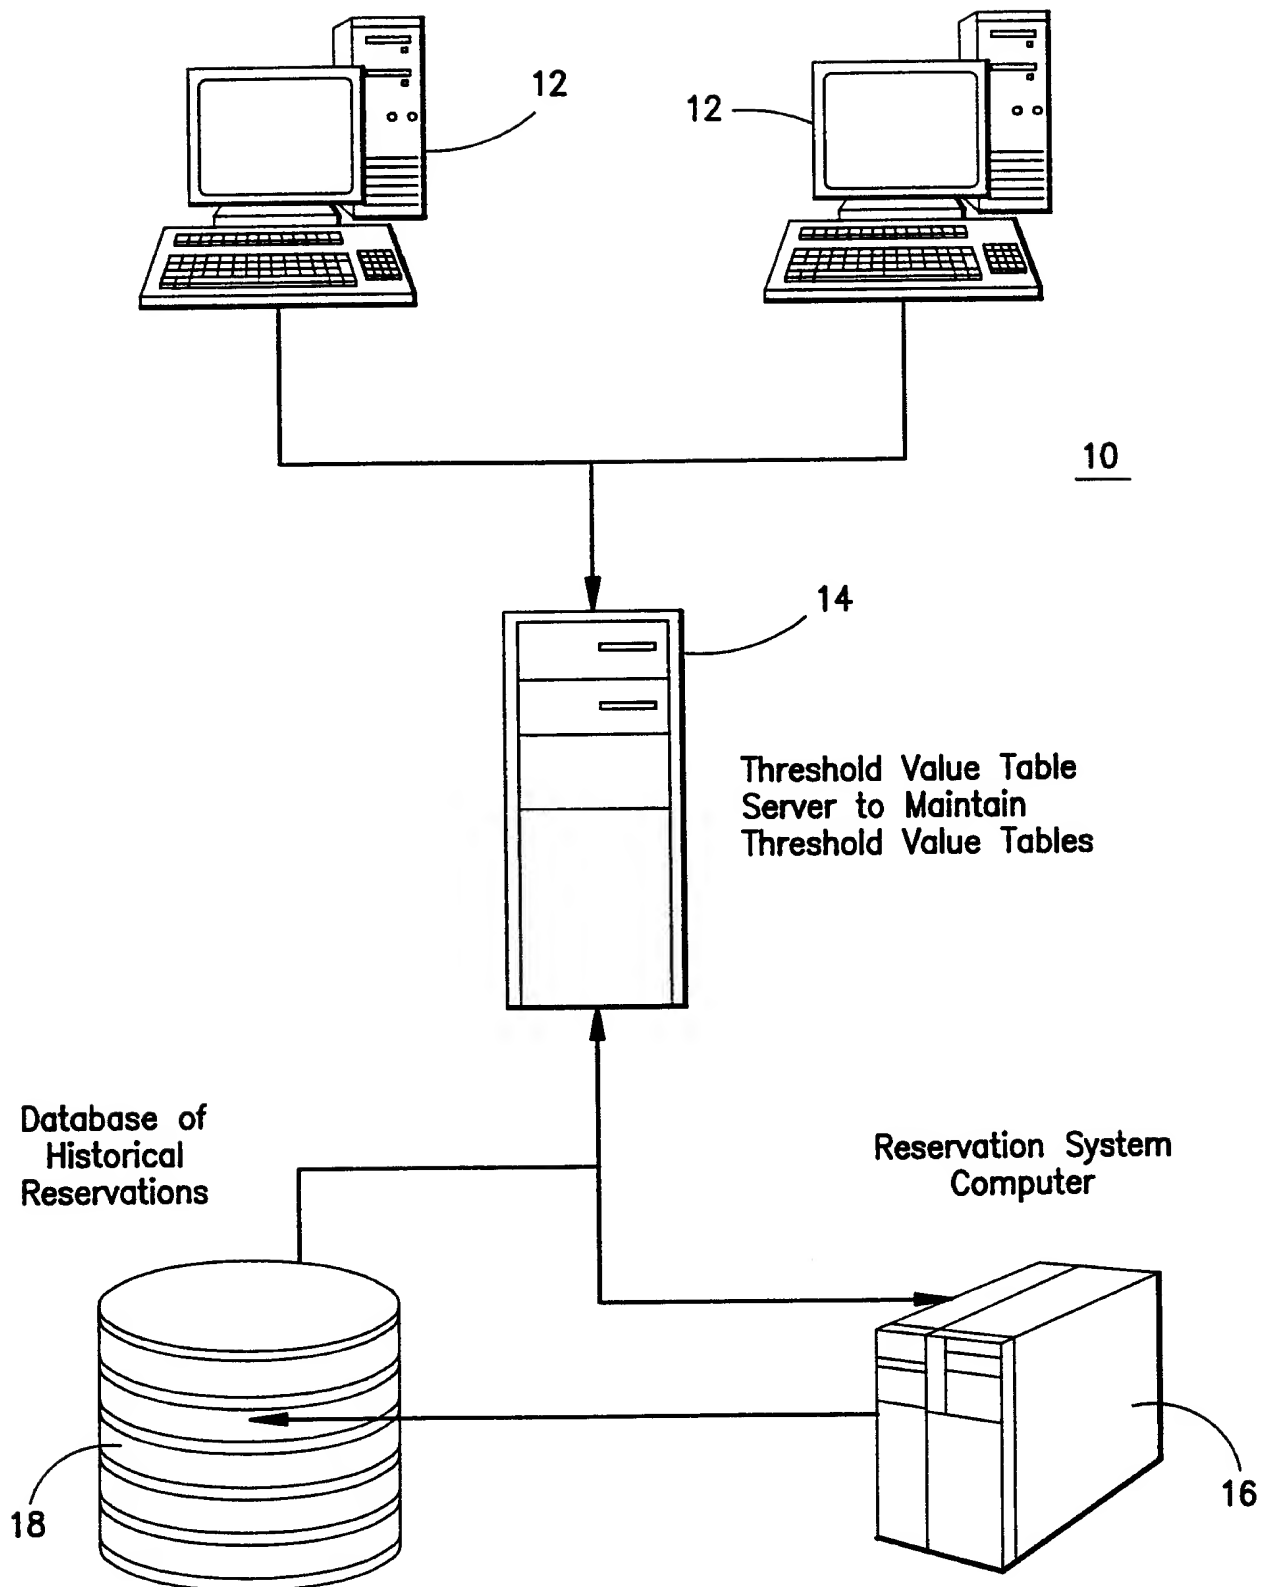 12
12
10
14
Threshold Value Table
Server to Maintain
Threshold Value Tables
Database of
Historical
Reservations
Reservation System
Computer
18
16